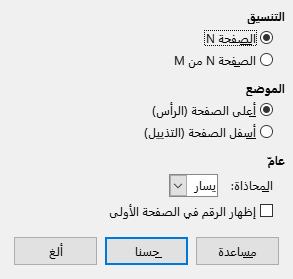 التنسيق
الصفحة N
الصفحة N من M
الموضع
أعلى الصفحة (الرأس)
أسفل الصفحة (التذييل)
عامّ
المحاذاة: يسار
إظهار الرقم في الصفحة الأولى
مساعدة حسنا ألغ